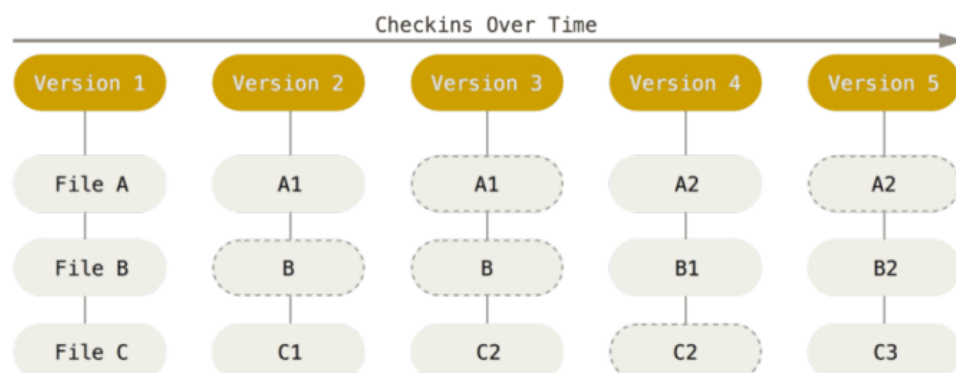 Checkins Over Time
Version 1 Version 2 Version 3 Version 4 Version 5
File A A1 A1 A2 A2
File B B B B1 B2
File C C1 C2 C2 C3